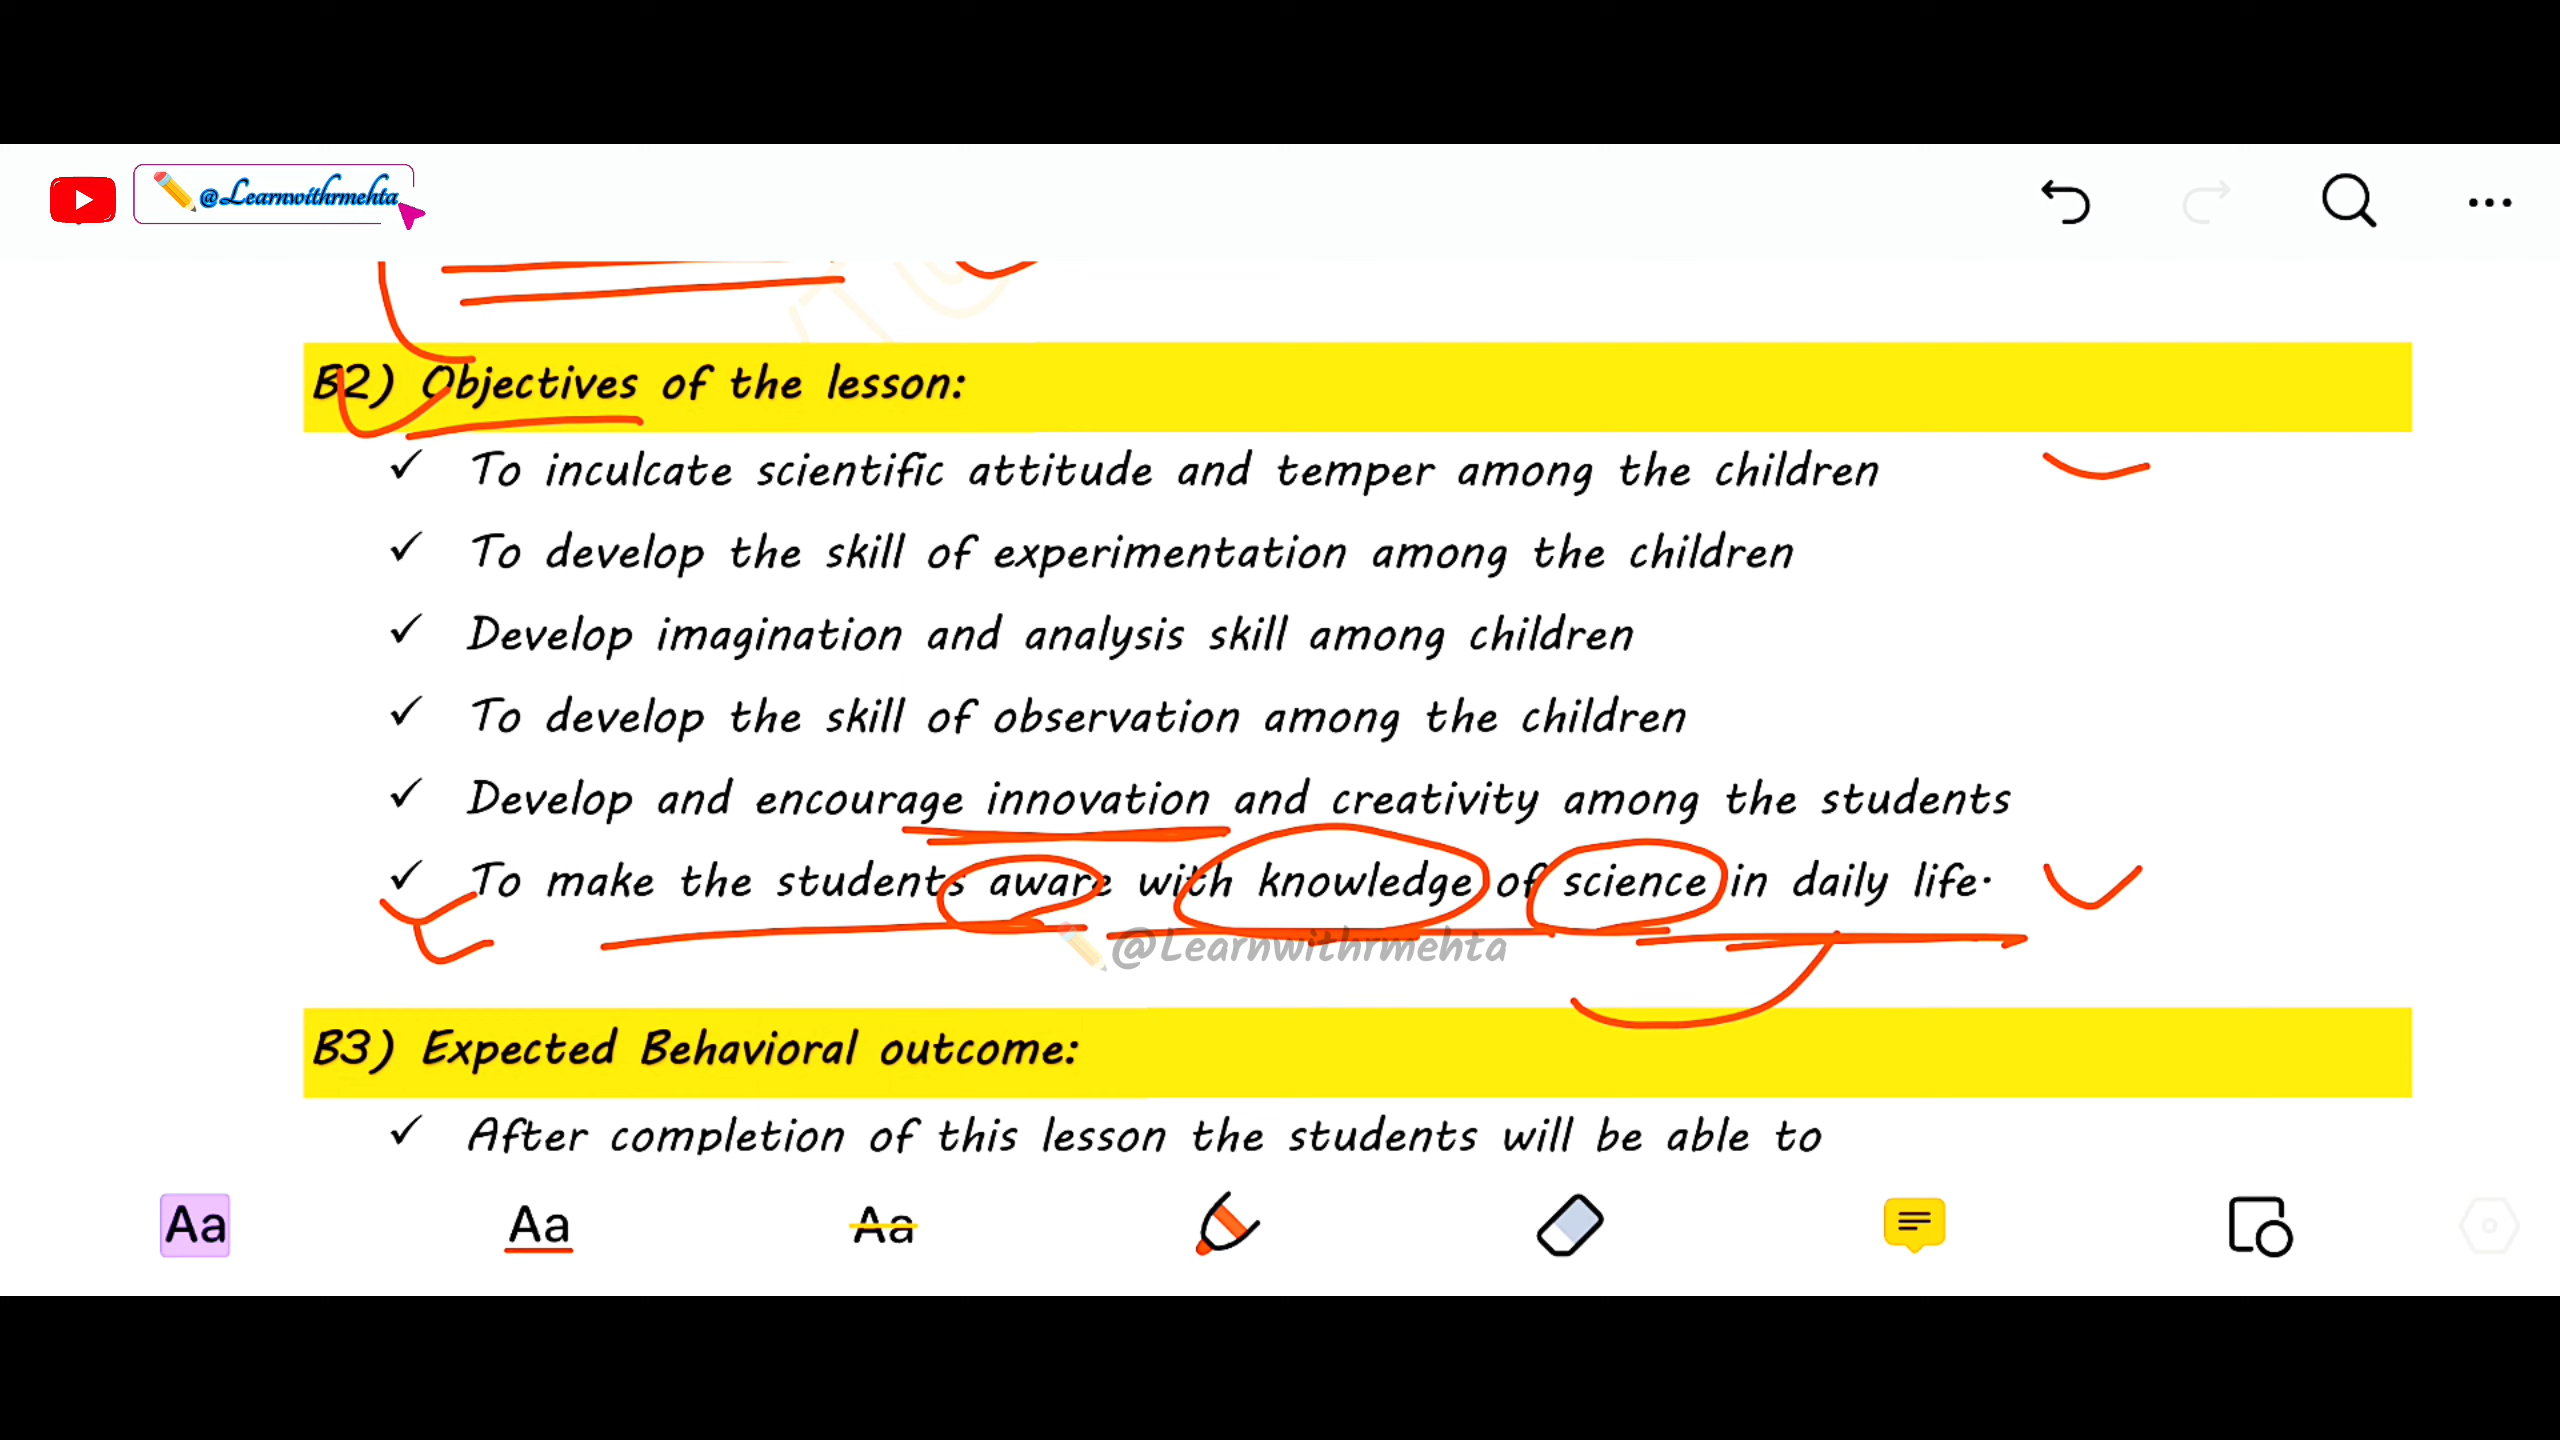 @Learnwithrmehta
B2) Objectives of the lesson:
✓ To inculcate scientific attitude and temper among the children
✓ To develop the skill of experimentation among the children
✓ Develop imagination and analysis skill among children
✓ To develop the skill of observation among the children
✓ Develop and encourage innovation and creativity among the students
✓ To make the students aware with knowledge of science in daily life.
@Learnwithrmehta
B3) Expected Behavioral outcome:
✓ After completion of this lesson the students will be able to
Aa Aa Aa